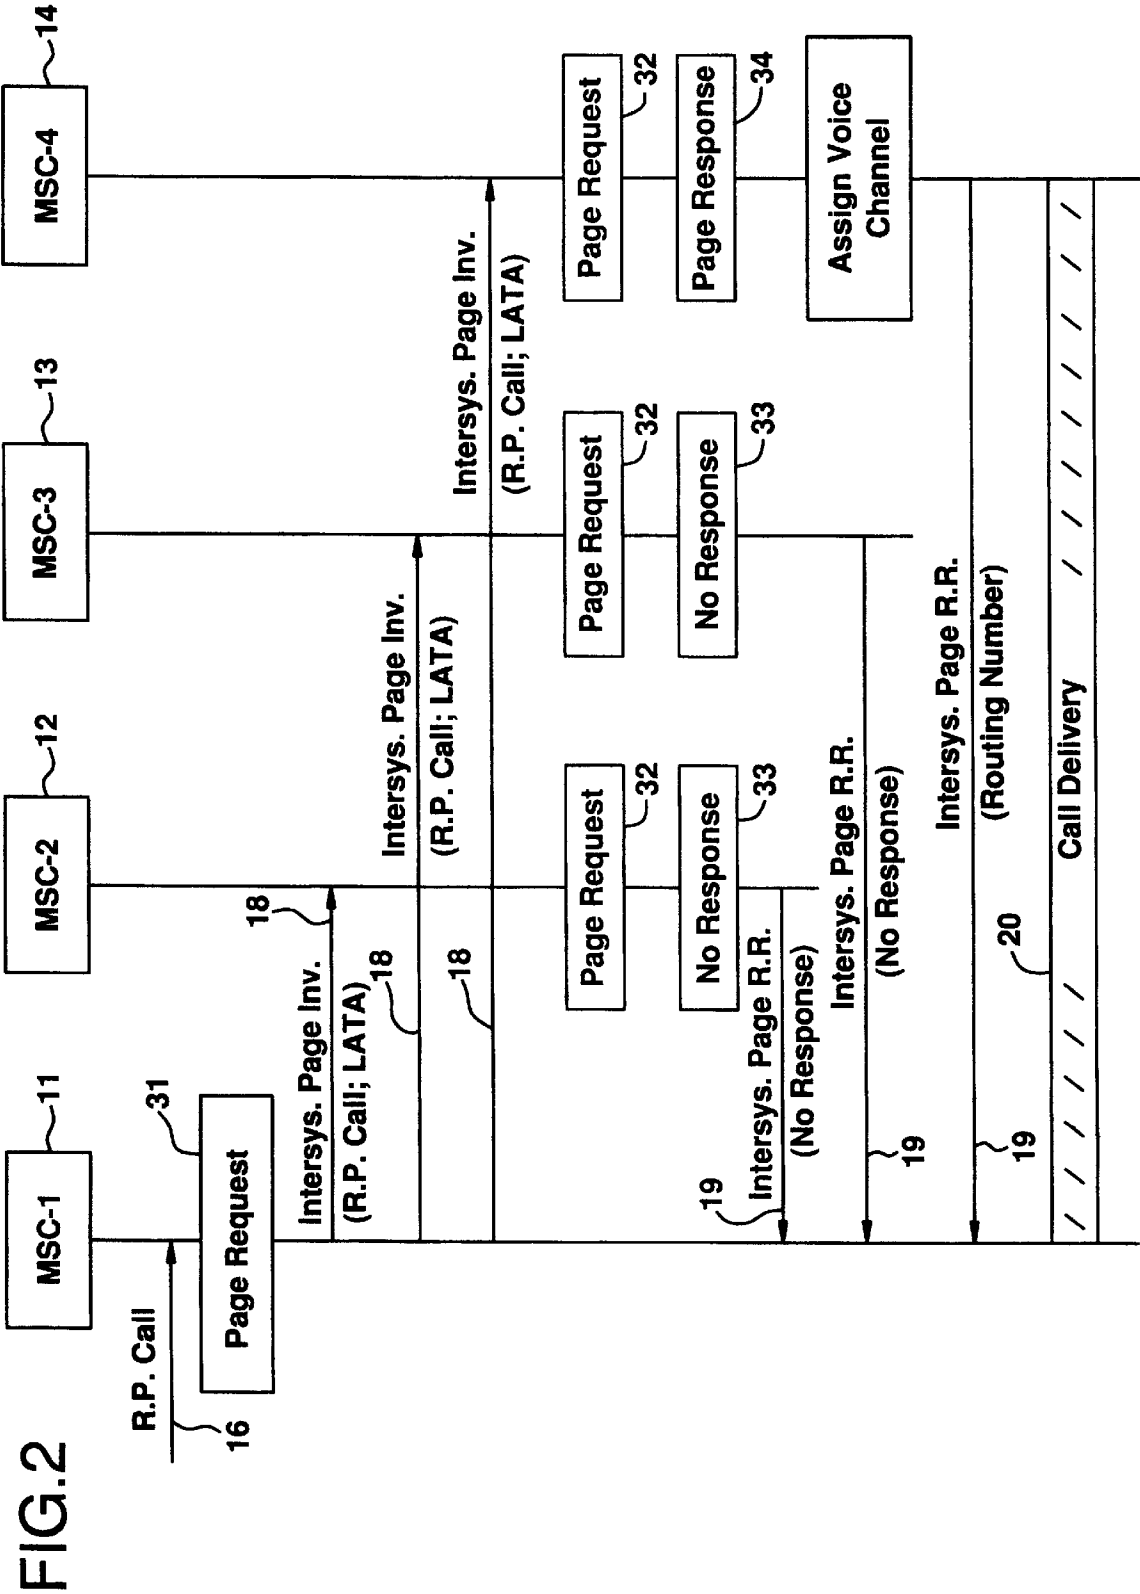 FIG.2
11
12
13
14
MSC-1
MSC-2
MSC-3
MSC-4
R.P. Call
16
31
Page Request
18
Intersys. Page Inv.
(R.P. Call; LATA)
18
Intersys. Page Inv.
(R.P. Call; LATA)
18
Intersys. Page Inv.
(R.P. Call; LATA)
Page Request
32
Page Request
32
Page Request
32
No Response
33
No Response
33
Page Response
34
19
Intersys. Page R.R.
(No Response)
Assign Voice
Channel
Intersys. Page R.R.
(No Response)
19
Intersys. Page R.R.
(Routing Number)
19
20
Call Delivery